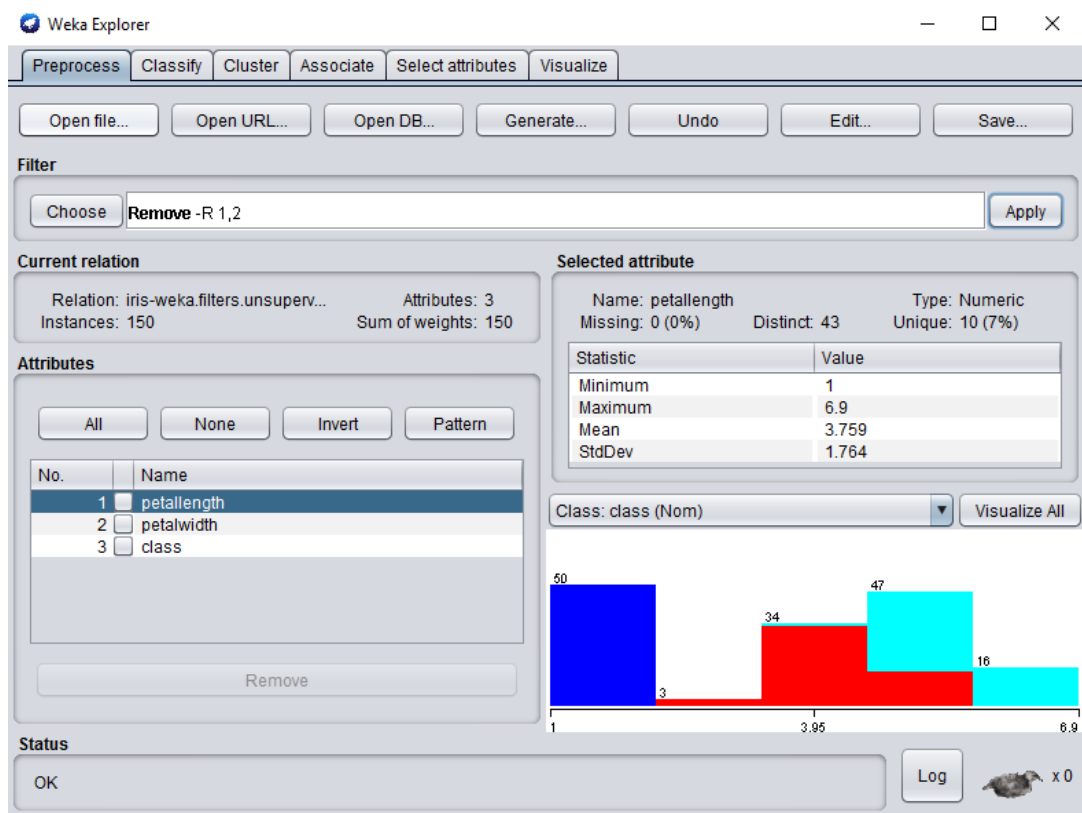 Weka Explorer
Preprocess Classify Cluster Associate Select attributes Visualize
Open file... Open URL... Open DB... Generate... Undo Edit... Save...
Filter
Choose Remove -R 1,2 Apply
Current relation
Relation: iris-weka.filters.unsuperv... Attributes: 3
Instances: 150 Sum of weights: 150
Attributes
All None Invert Pattern
No. Name
1 petallength
2 petalwidth
3 class
Remove
Selected attribute
Name: petallength Type: Numeric
Missing: 0 (0%) Distinct: 43 Unique: 10 (7%)
Statistic Value
Minimum 1
Maximum 6.9
Mean 3.759
StdDev 1.764
Class: class (Nom) Visualize All
50 3 34 47 16
1 3.95 6.9
Status
OK Log x 0